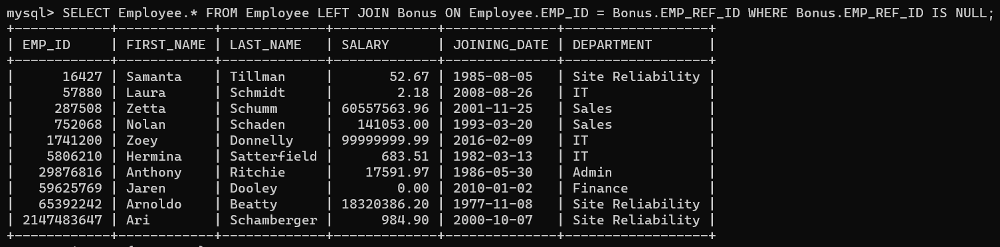 mysql> SELECT Employee.* FROM Employee LEFT JOIN Bonus ON Employee.EMP_ID = Bonus.EMP_REF_ID WHERE Bonus.EMP_REF_ID IS NULL;
+------------+------------+-------------+-------------+--------------+------------------+
| EMP_ID     | FIRST_NAME | LAST_NAME   | SALARY      | JOINING_DATE | DEPARTMENT       |
+------------+------------+-------------+-------------+--------------+------------------+
|      16427 | Samanta    | Tillman     |       52.67 | 1985-08-05   | Site Reliability |
|      57880 | Laura      | Schmidt     |        2.18 | 2008-08-26   | IT               |
|     287508 | Zetta      | Schumm      | 60557563.96 | 2001-11-25   | Sales            |
|     752068 | Nolan      | Schaden     |   141053.00 | 1993-03-20   | Sales            |
|    1741200 | Zoey       | Donnelly    | 99999999.99 | 2016-02-09   | IT               |
|    5806210 | Hermina    | Satterfield |      683.51 | 1982-03-13   | IT               |
|   29876816 | Anthony    | Ritchie     |    17591.97 | 1986-05-30   | Admin            |
|   59625769 | Jaren      | Dooley      |        0.00 | 2010-01-02   | Finance          |
|   65392242 | Arnoldo    | Beatty      | 18320386.20 | 1977-11-08   | Site Reliability |
| 2147483647 | Ari        | Schamberger |      984.90 | 2000-10-07   | Site Reliability |
+------------+------------+-------------+-------------+--------------+------------------+